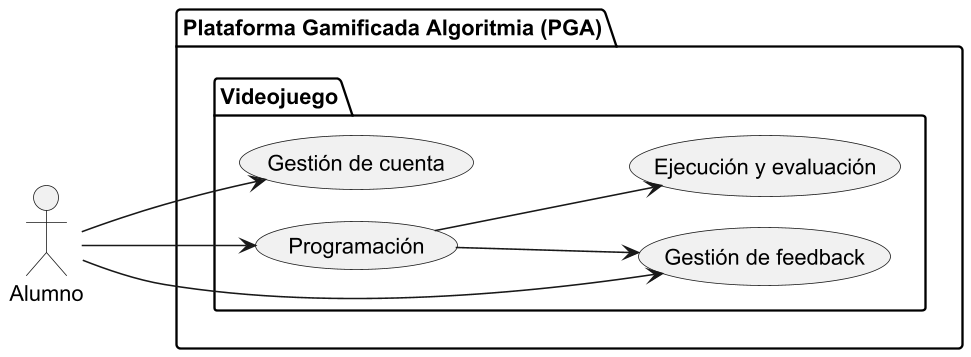 Plataforma Gamificada Algoritmia (PGA)
Videojuego
Gestión de cuenta
Ejecución y evaluación
Programación
Gestión de feedback
Alumno